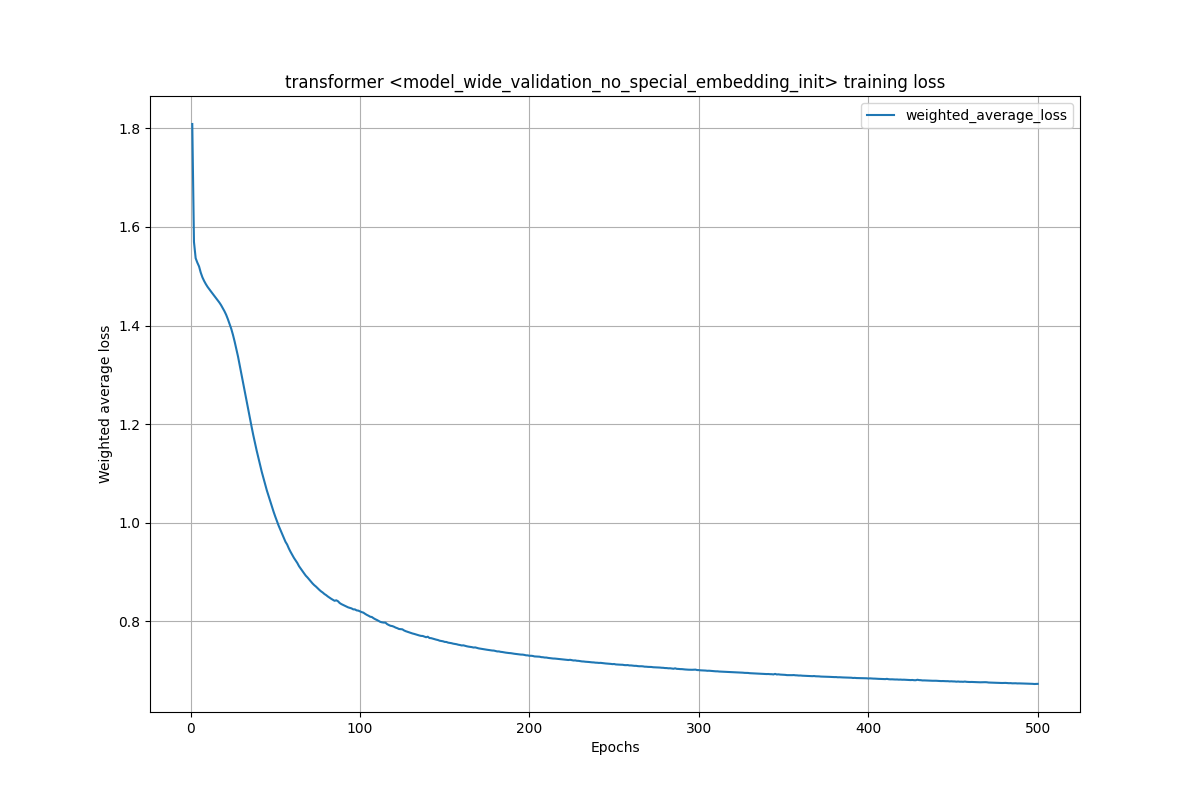 transformer <model_wide_validation_no_special_embedding_init> training loss
weighted_average_loss
Weighted average loss
1.8
1.6
1.4
1.2
1.0
0.8
0 100 200 300 400 500
Epochs